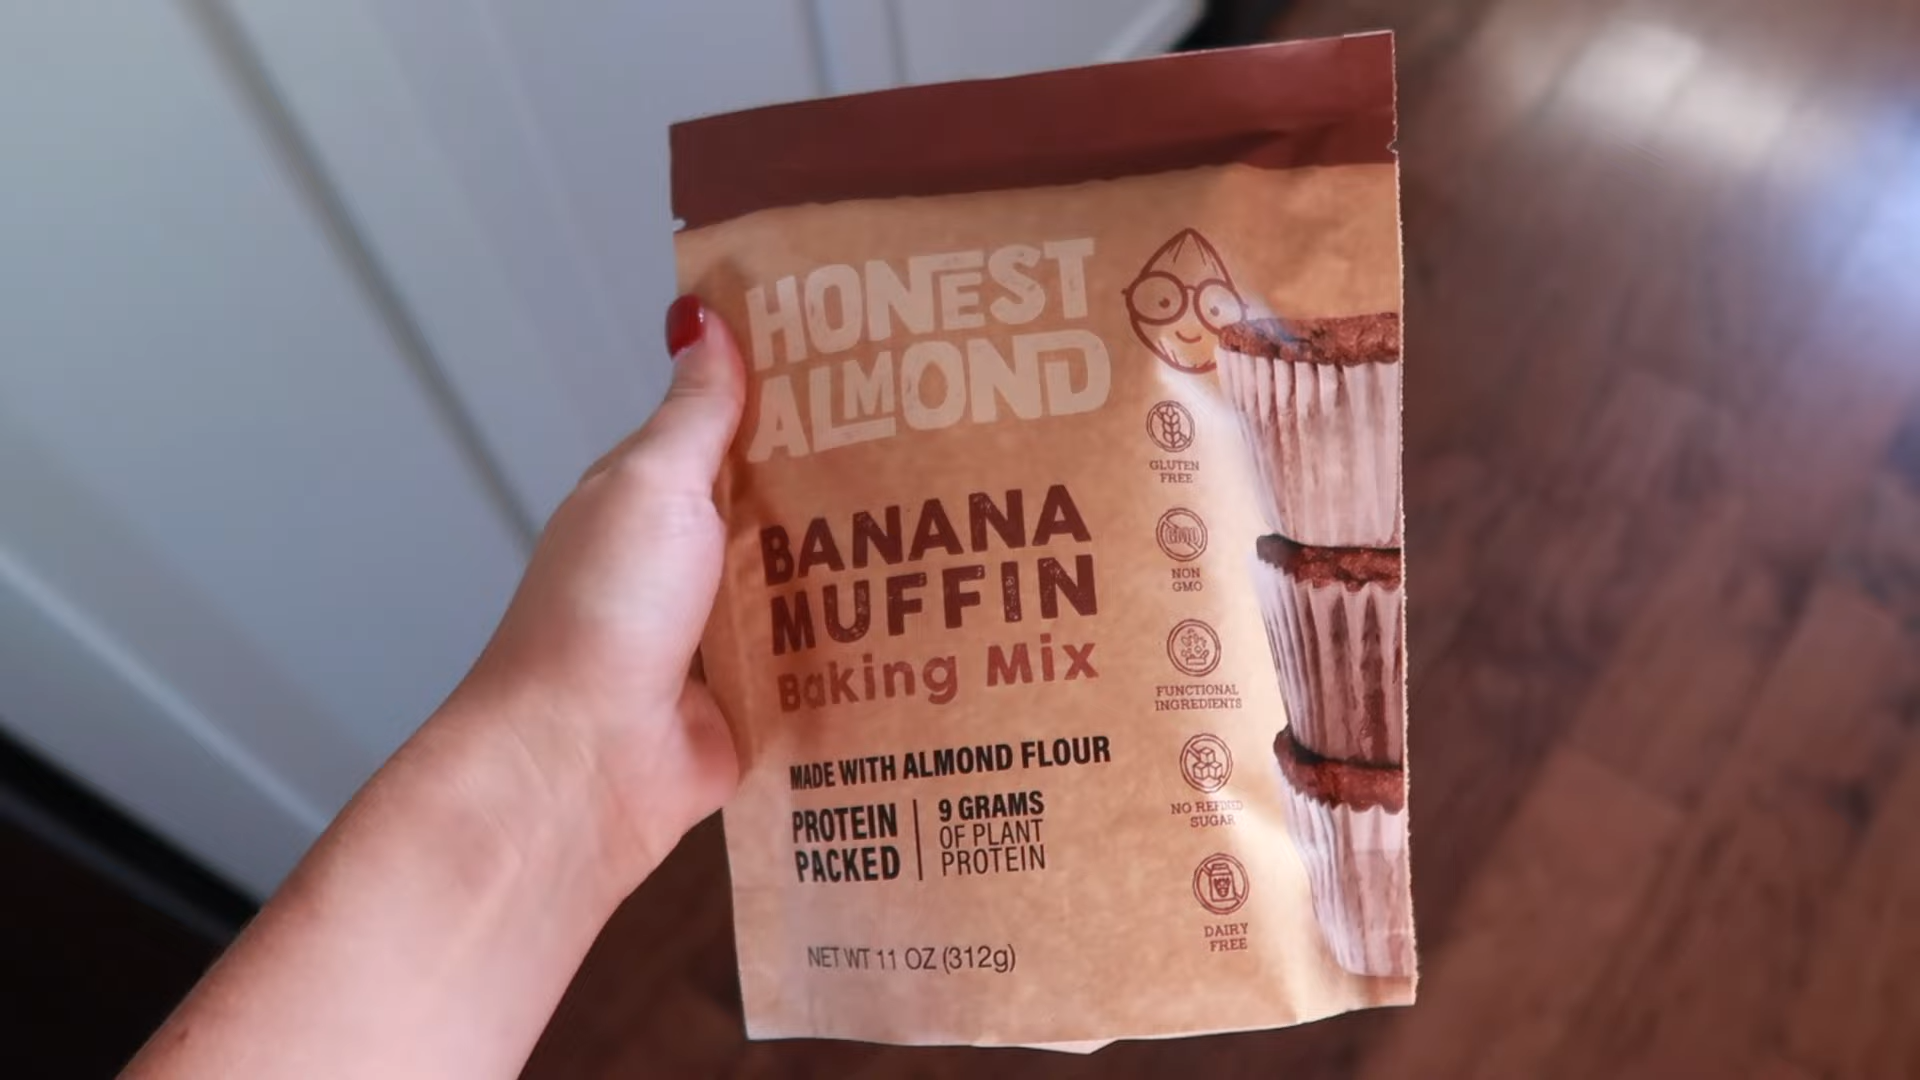 HONEST
ALMOND
BANANA
MUFFIN
Baking Mix
MADE WITH ALMOND FLOUR
PROTEIN
PACKED
9 GRAMS
OF PLANT
PROTEIN
NET WT 11 OZ (312g)
GLUTEN
FREE
GMO
NON
GMO
FUNCTIONAL
INGREDIENTS
NO REFINED
SUGAR
DAIRY
FREE